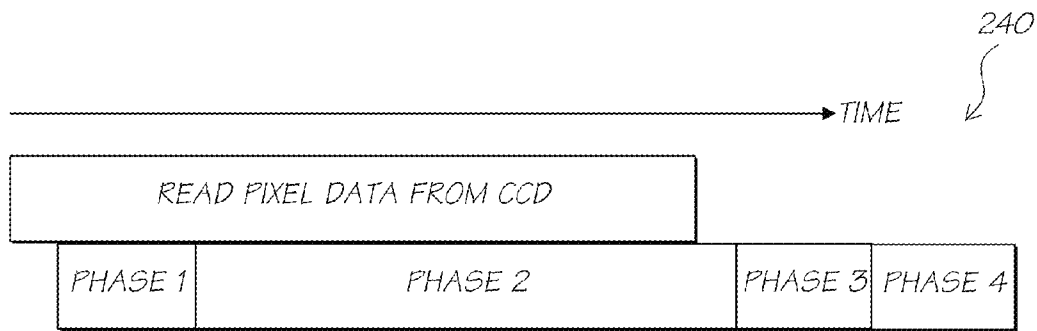 240
TIME
READ PIXEL DATA FROM CCD
PHASE 1 PHASE 2 PHASE 3 PHASE 4